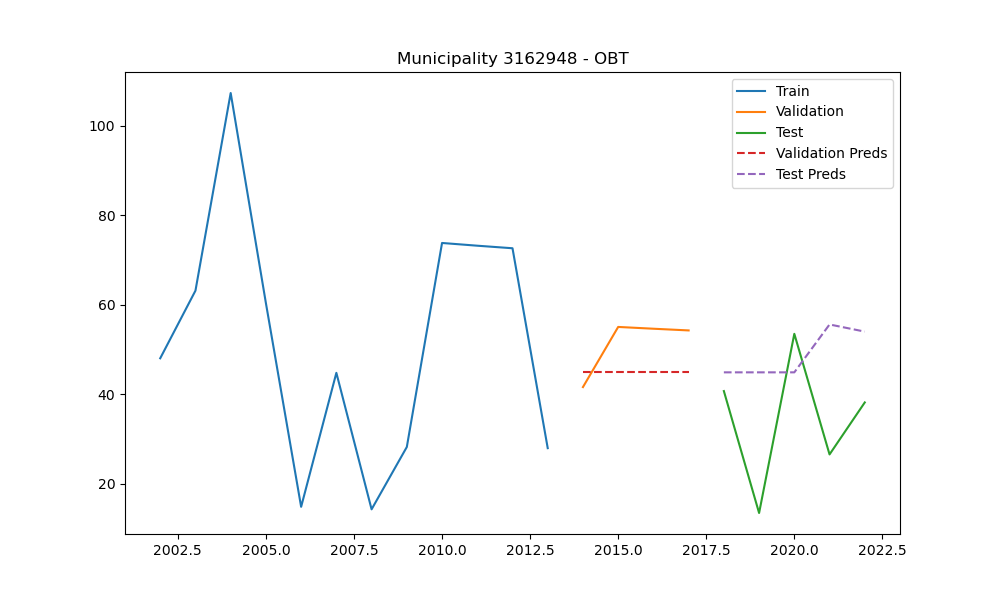 Municipality 3162948 - OBT
Train
Validation
Test
Validation Preds
Test Preds
100
80
60
40
20
2002.5 2005.0 2007.5 2010.0 2012.5 2015.0 2017.5 2020.0 2022.5